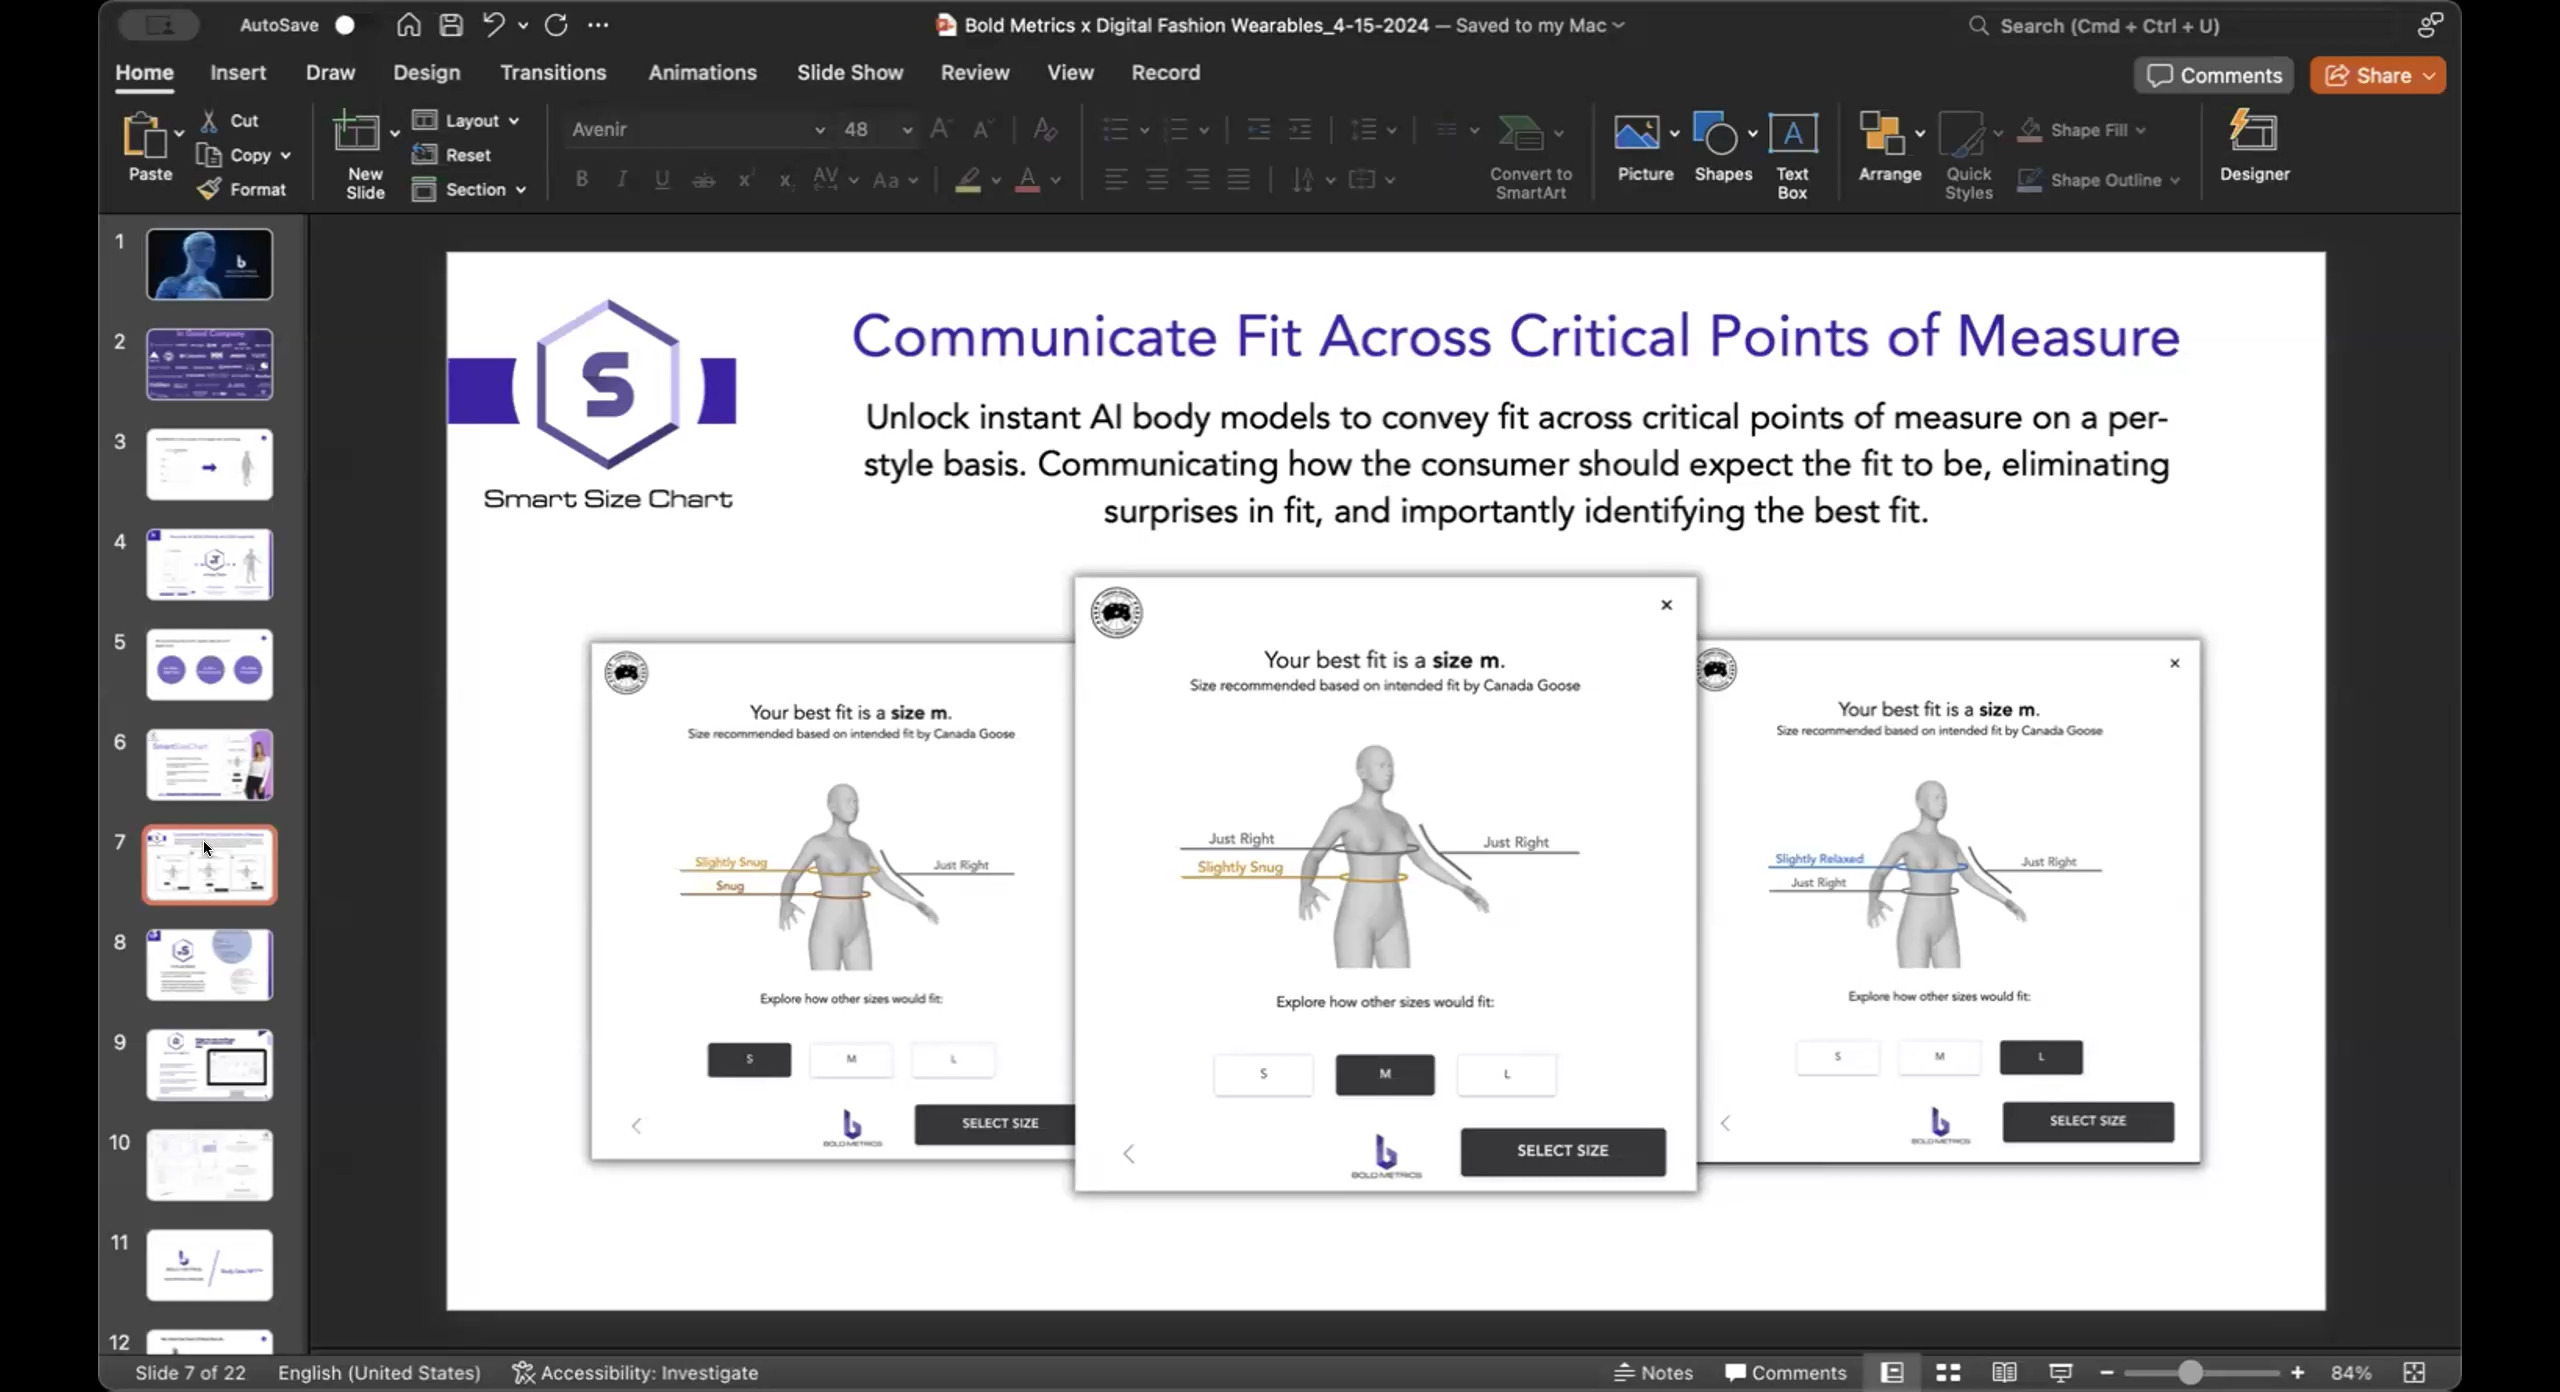 AutoSave
Bold Metrics x Digital Fashion Wearables_4-15-2024 — Saved to my Mac
Search (Cmd + Ctrl + U)
Home Insert Draw Design Transitions Animations Slide Show Review View Record
Comments Share
Paste
Cut
Copy
Format
New Slide
Layout
Reset
Section
Avenir 48
Convert to SmartArt
Picture
Shapes
Text Box
Arrange
Quick Styles
Shape Fill
Shape Outline
Designer
1
2
In Good Company
3
4
5
6
SmartSizeChart
7
8
9
10
11
12
S
Smart Size Chart
Communicate Fit Across Critical Points of Measure
Unlock instant AI body models to convey fit across critical points of measure on a per-
style basis. Communicating how the consumer should expect the fit to be, eliminating
surprises in fit, and importantly identifying the best fit.
Your best fit is a size m.
Size recommended based on intended fit by Canada Goose
Slightly Snug
Snug
Just Right
Explore how other sizes would fit:
S M L
BOLD METRICS
SELECT SIZE
×
Your best fit is a size m.
Size recommended based on intended fit by Canada Goose
Just Right
Slightly Snug
Just Right
Explore how other sizes would fit:
S M L
BOLD METRICS
SELECT SIZE
×
Your best fit is a size m.
Size recommended based on intended fit by Canada Goose
Slightly Relaxed
Just Right
Just Right
Explore how other sizes would fit:
S M L
BOLD METRICS
SELECT SIZE
Slide 7 of 22 English (United States) Accessibility: Investigate
Notes Comments 84%